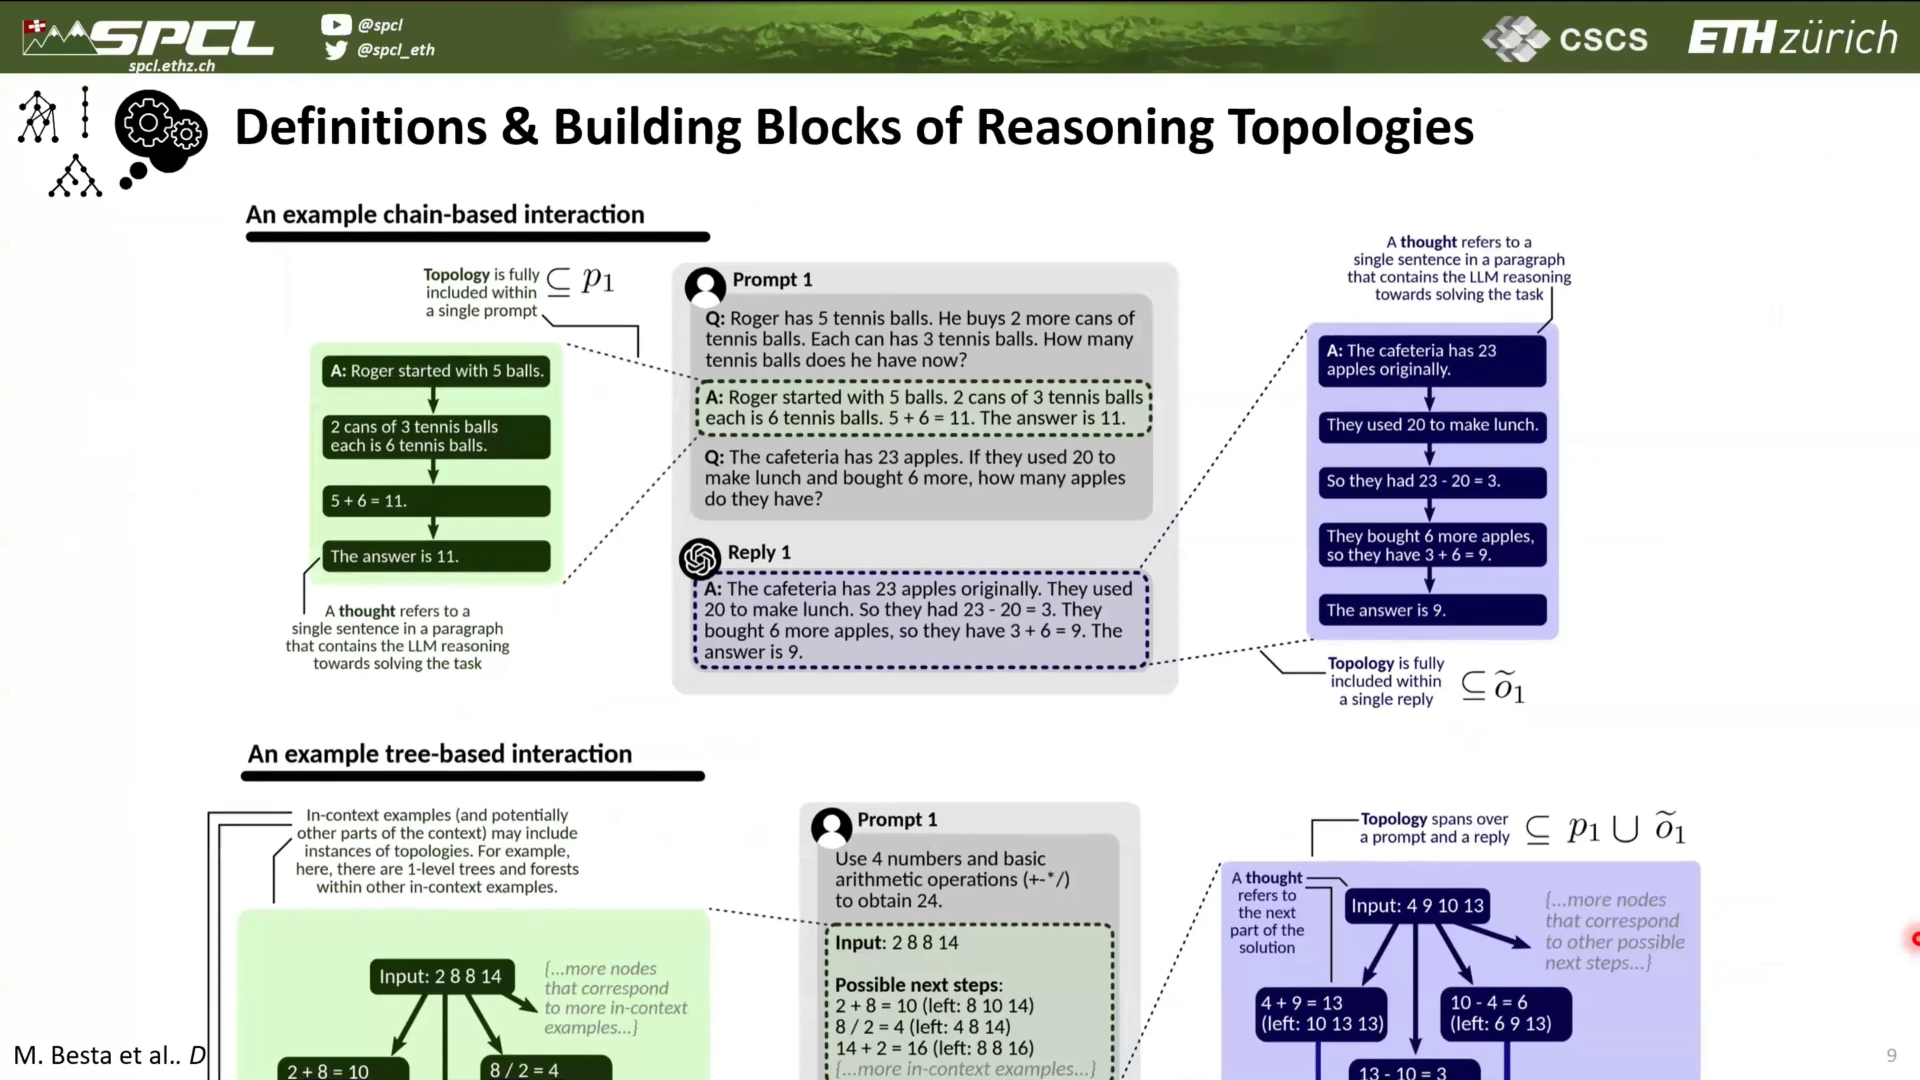 SPCL
spcl.ethz.ch
@spcl
@spcl_eth
CSCS
ETH zürich
Definitions & Building Blocks of Reasoning Topologies
An example chain-based interaction
Topology is fully
included within
a single prompt
⊆ p₁
A: Roger started with 5 balls.
2 cans of 3 tennis balls
each is 6 tennis balls.
5 + 6 = 11.
The answer is 11.
A thought refers to a
single sentence in a paragraph
that contains the LLM reasoning
towards solving the task
Prompt 1
Q: Roger has 5 tennis balls. He buys 2 more cans of
tennis balls. Each can has 3 tennis balls. How many
tennis balls does he have now?
A: Roger started with 5 balls. 2 cans of 3 tennis balls
each is 6 tennis balls. 5 + 6 = 11. The answer is 11.
Q: The cafeteria has 23 apples. If they used 20 to
make lunch and bought 6 more, how many apples
do they have?
Reply 1
A: The cafeteria has 23 apples originally. They used
20 to make lunch. So they had 23 - 20 = 3. They
bought 6 more apples, so they have 3 + 6 = 9. The
answer is 9.
A thought refers to a
single sentence in a paragraph
that contains the LLM reasoning
towards solving the task
A: The cafeteria has 23
apples originally.
They used 20 to make lunch.
So they had 23 - 20 = 3.
They bought 6 more apples,
so they have 3 + 6 = 9.
The answer is 9.
Topology is fully
included within
a single reply
⊆ õ₁
An example tree-based interaction
In-context examples (and potentially
other parts of the context) may include
instances of topologies. For example,
here, there are 1-level trees and forests
within other in-context examples.
Input: 2 8 8 14
{...more nodes
that correspond
to more in-context
examples...}
2 + 8 = 10
8 / 2 = 4
Prompt 1
Use 4 numbers and basic
arithmetic operations (+-*/)
to obtain 24.
Input: 2 8 8 14
Possible next steps:
2 + 8 = 10 (left: 8 10 14)
8 / 2 = 4 (left: 4 8 14)
14 + 2 = 16 (left: 8 8 16)
{...more in-context examples...}
Topology spans over
a prompt and a reply
⊆ p₁ ∪ õ₁
A thought
refers to
the next
part of the
solution
Input: 4 9 10 13
{...more nodes
that correspond
to other possible
next steps...}
4 + 9 = 13
(left: 10 13 13)
10 - 4 = 6
(left: 6 9 13)
13 - 10 = 3
M. Besta et al.. D
9